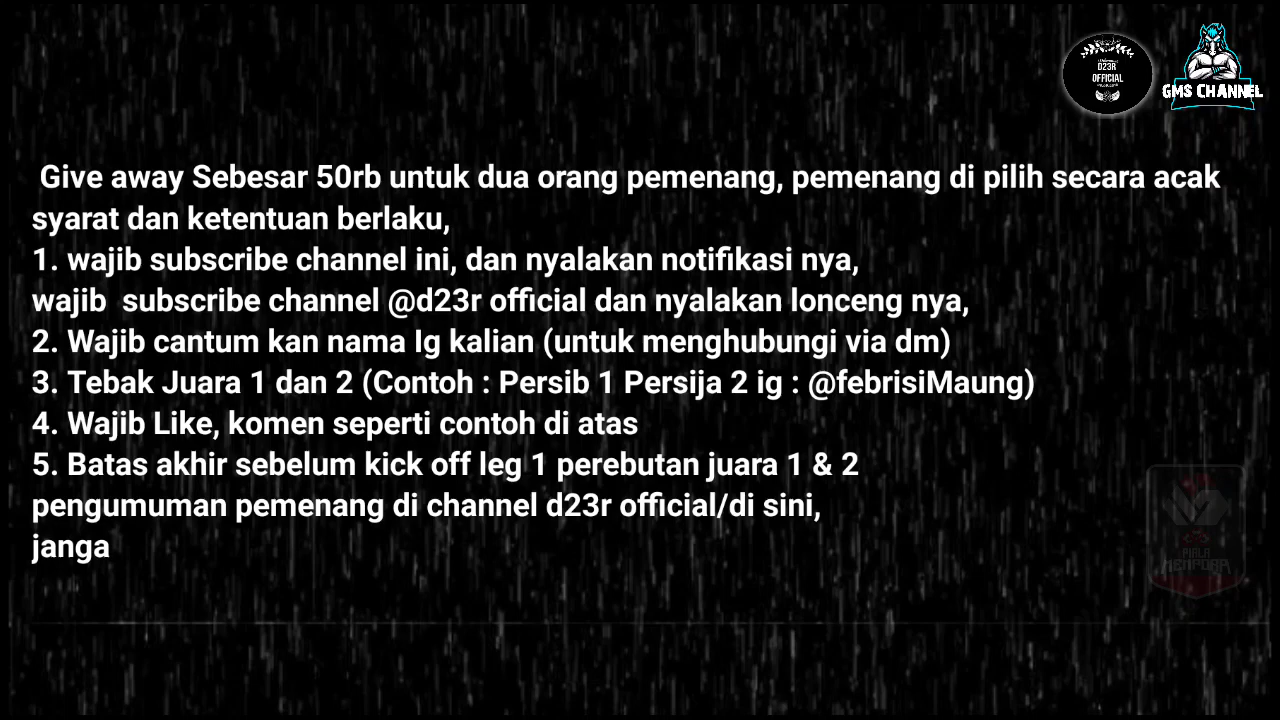 D23R
OFFICIAL
GMS CHANNEL
Give away Sebesar 50rb untuk dua orang pemenang, pemenang di pilih secara acak
syarat dan ketentuan berlaku,
1. wajib subscribe channel ini, dan nyalakan notifikasi nya,
wajib  subscribe channel @d23r official dan nyalakan lonceng nya,
2. Wajib cantum kan nama Ig kalian (untuk menghubungi via dm)
3. Tebak Juara 1 dan 2 (Contoh : Persib 1 Persija 2 ig : @febrisiMaung)
4. Wajib Like, komen seperti contoh di atas
5. Batas akhir sebelum kick off leg 1 perebutan juara 1 & 2
pengumuman pemenang di channel d23r official/di sini,
janga
PIALA
MENPORA